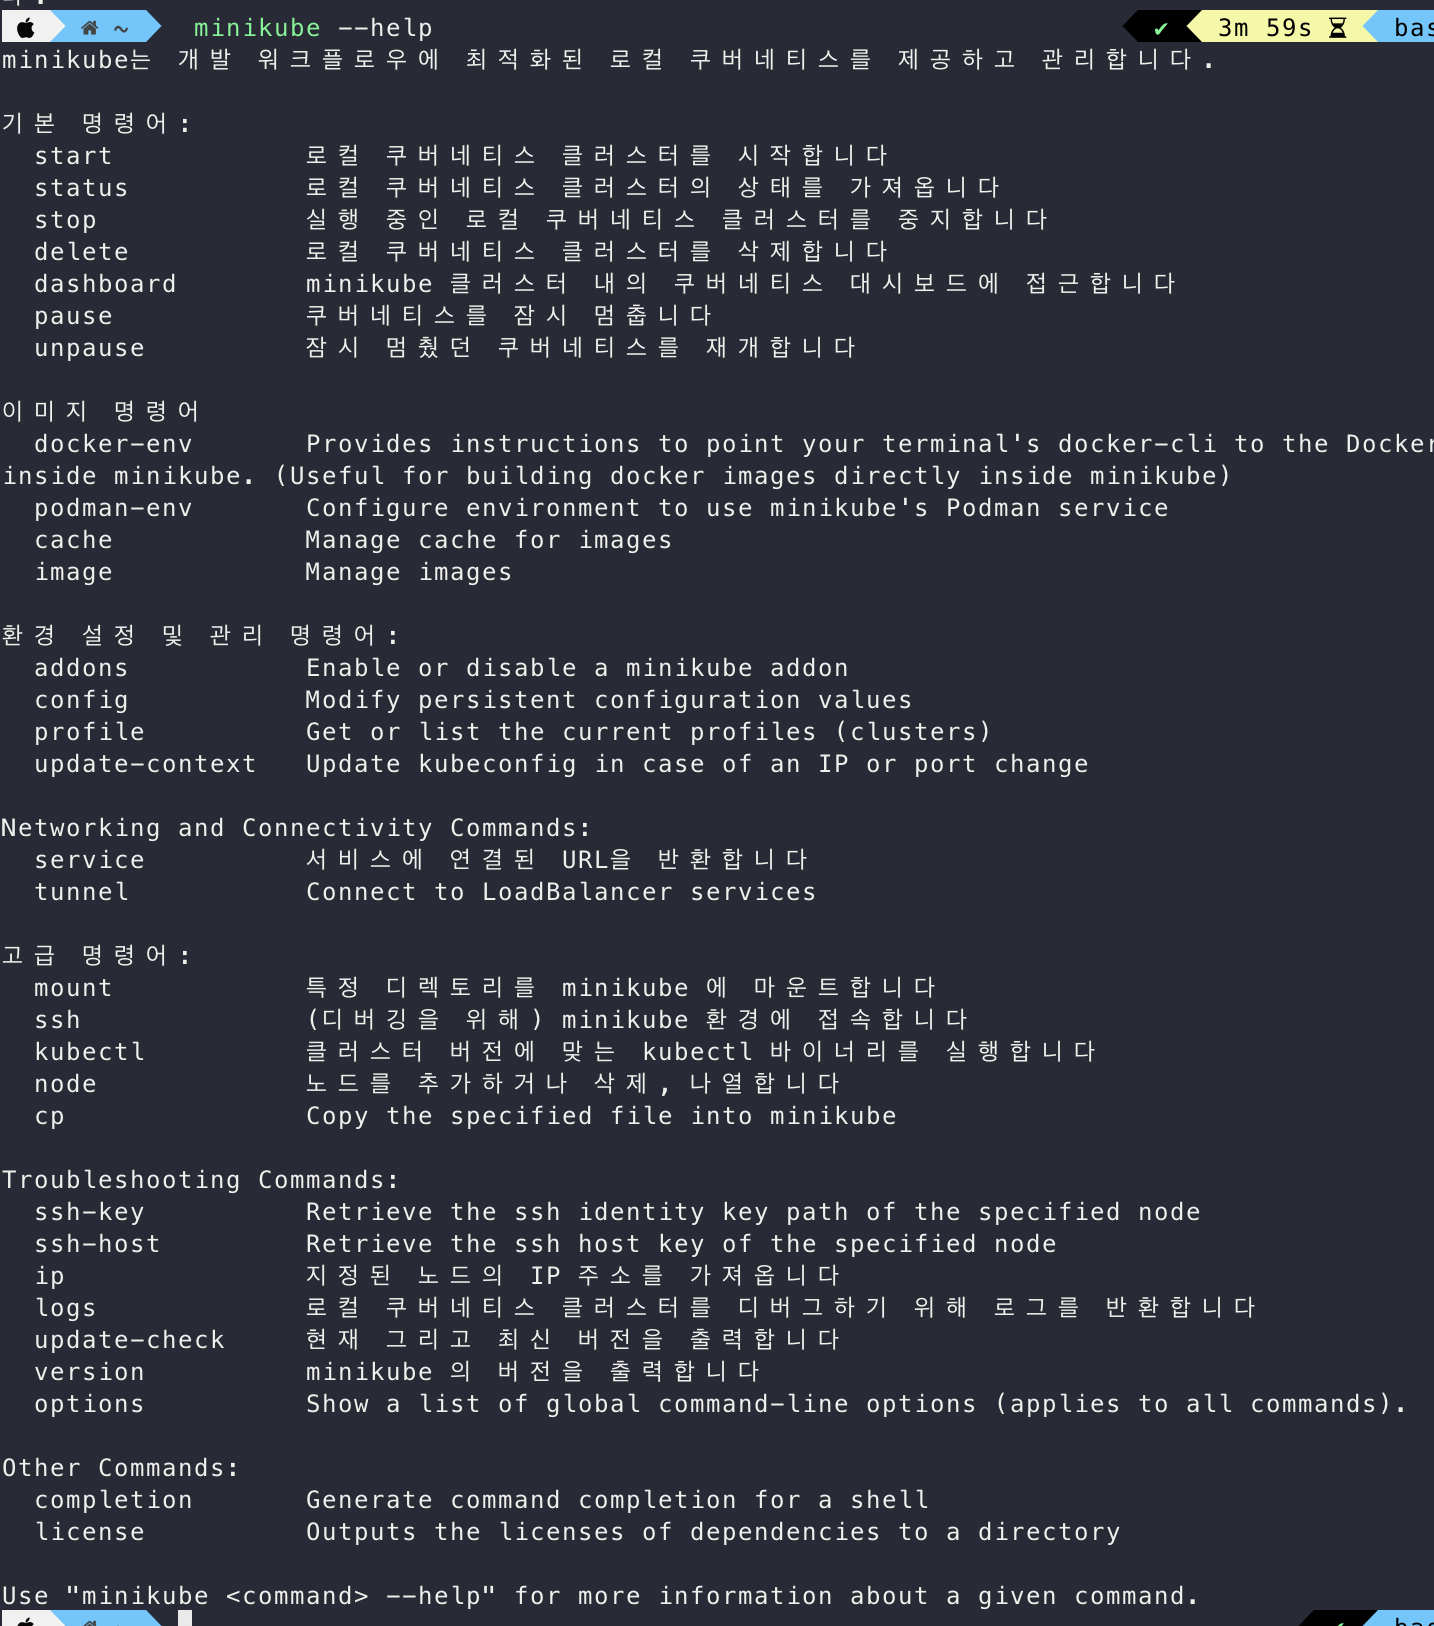 ~ minikube --help ✔ 3m 59s
minikube는 개발 워크플로우에 최적화된 로컬 쿠버네티스를 제공하고 관리합니다.
기본 명령어:
start 로컬 쿠버네티스 클러스터를 시작합니다
status 로컬 쿠버네티스 클러스터의 상태를 가져옵니다
stop 실행 중인 로컬 쿠버네티스 클러스터를 중지합니다
delete 로컬 쿠버네티스 클러스터를 삭제합니다
dashboard minikube 클러스터 내의 쿠버네티스 대시보드에 접근합니다
pause 쿠버네티스를 잠시 멈춥니다
unpause 잠시 멈췄던 쿠버네티스를 재개합니다
이미지 명령어
docker-env Provides instructions to point your terminal's docker-cli to the Docker
inside minikube. (Useful for building docker images directly inside minikube)
podman-env Configure environment to use minikube's Podman service
cache Manage cache for images
image Manage images
환경 설정 및 관리 명령어:
addons Enable or disable a minikube addon
config Modify persistent configuration values
profile Get or list the current profiles (clusters)
update-context Update kubeconfig in case of an IP or port change
Networking and Connectivity Commands:
service 서비스에 연결된 URL을 반환합니다
tunnel Connect to LoadBalancer services
고급 명령어:
mount 특정 디렉토리를 minikube 에 마운트합니다
ssh (디버깅을 위해) minikube 환경에 접속합니다
kubectl 클러스터 버전에 맞는 kubectl 바이너리를 실행합니다
node 노드를 추가하거나 삭제, 나열합니다
cp Copy the specified file into minikube
Troubleshooting Commands:
ssh-key Retrieve the ssh identity key path of the specified node
ssh-host Retrieve the ssh host key of the specified node
ip 지정된 노드의 IP 주소를 가져옵니다
logs 로컬 쿠버네티스 클러스터를 디버그하기 위해 로그를 반환합니다
update-check 현재 그리고 최신 버전을 출력합니다
version minikube 의 버전을 출력합니다
options Show a list of global command-line options (applies to all commands).
Other Commands:
completion Generate command completion for a shell
license Outputs the licenses of dependencies to a directory
Use "minikube <command> --help" for more information about a given command.